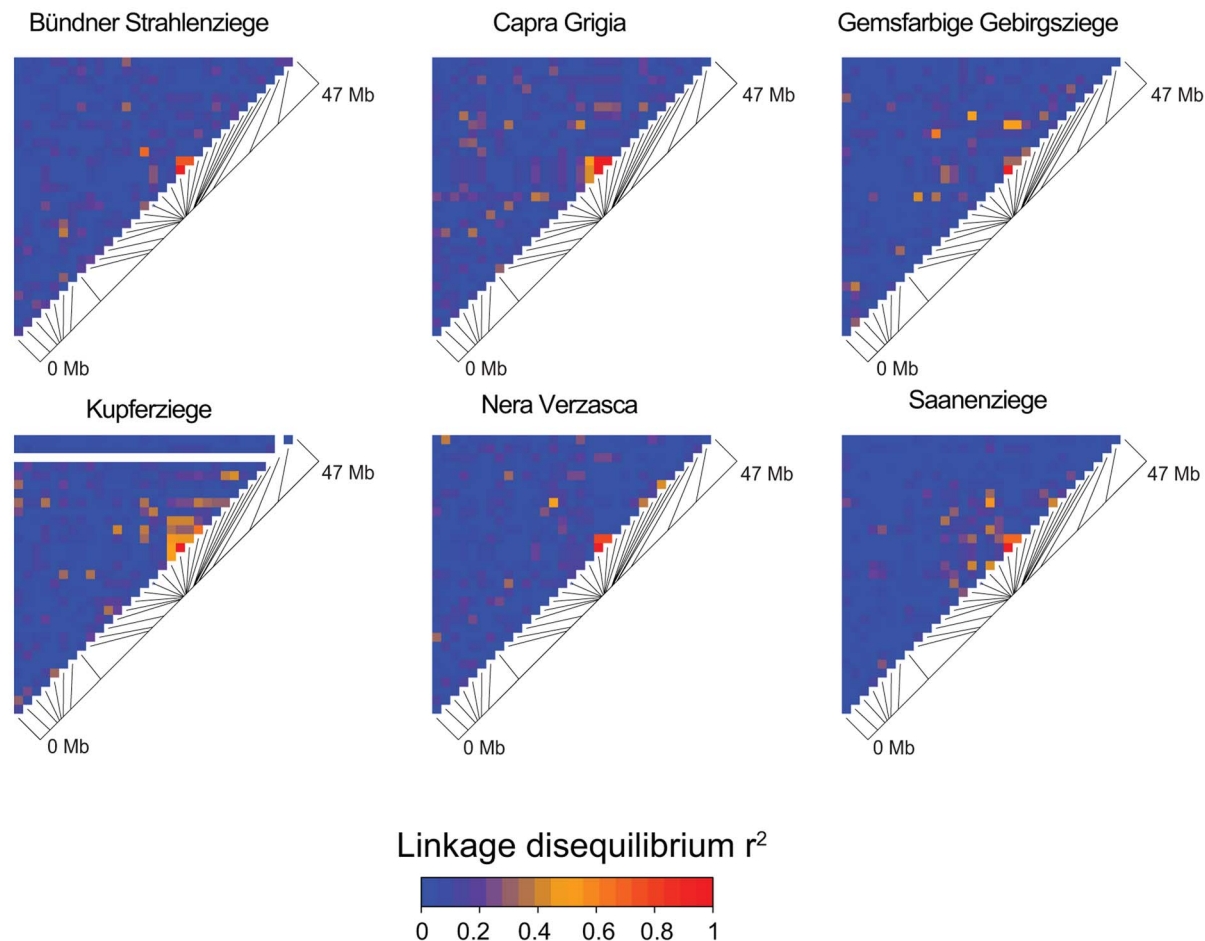 Bündner Strahlenziege
Capra Grigia
Gemsfarbige Gebirgsziege
47 Mb
47 Mb
47 Mb
0 Mb
0 Mb
0 Mb
Kupferziege
Nera Verzasca
Saanenziege
47 Mb
47 Mb
47 Mb
0 Mb
0 Mb
0 Mb
Linkage disequilibrium r²
0 0.2 0.4 0.6 0.8 1